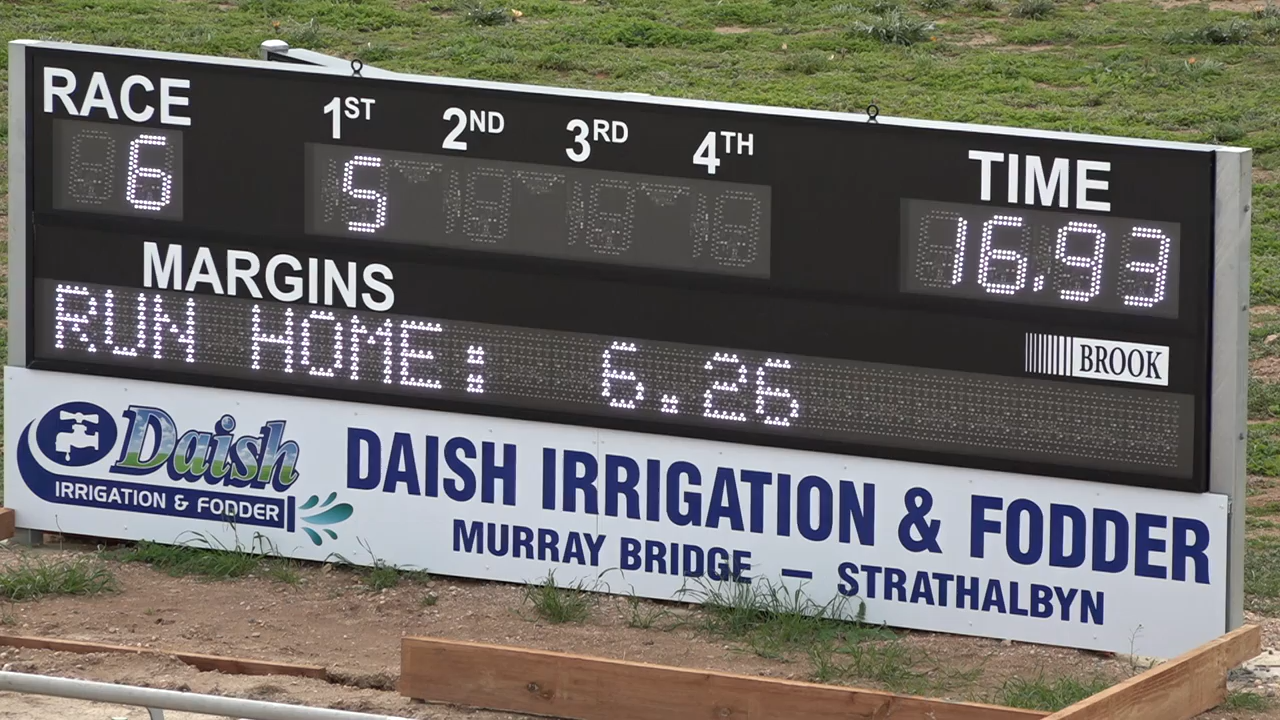 RACE 1ST 2ND 3RD 4TH TIME
6 5 16.93
MARGINS
RUN HOME: 6.26
BROOK
Daish
IRRIGATION & FODDER
DAISH IRRIGATION & FODDER
MURRAY BRIDGE – STRATHALBYN